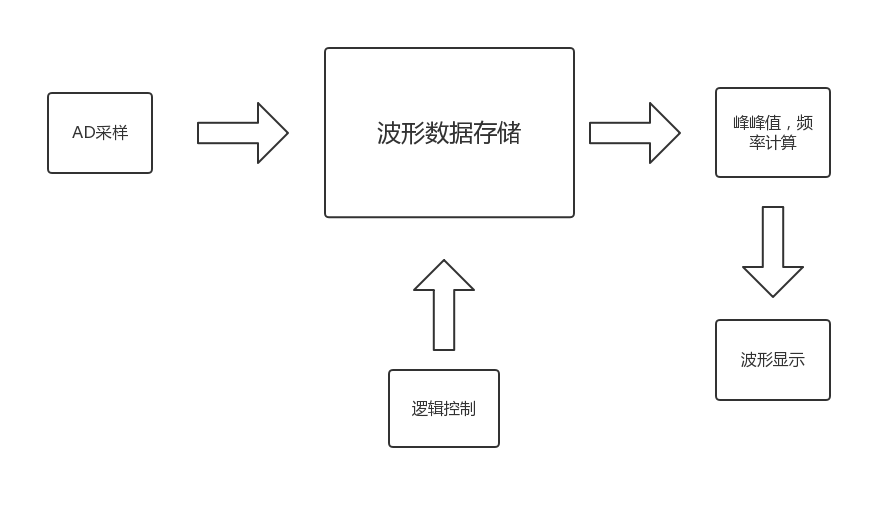 AD采样
波形数据存储
峰峰值，频
率计算
波形显示
逻辑控制